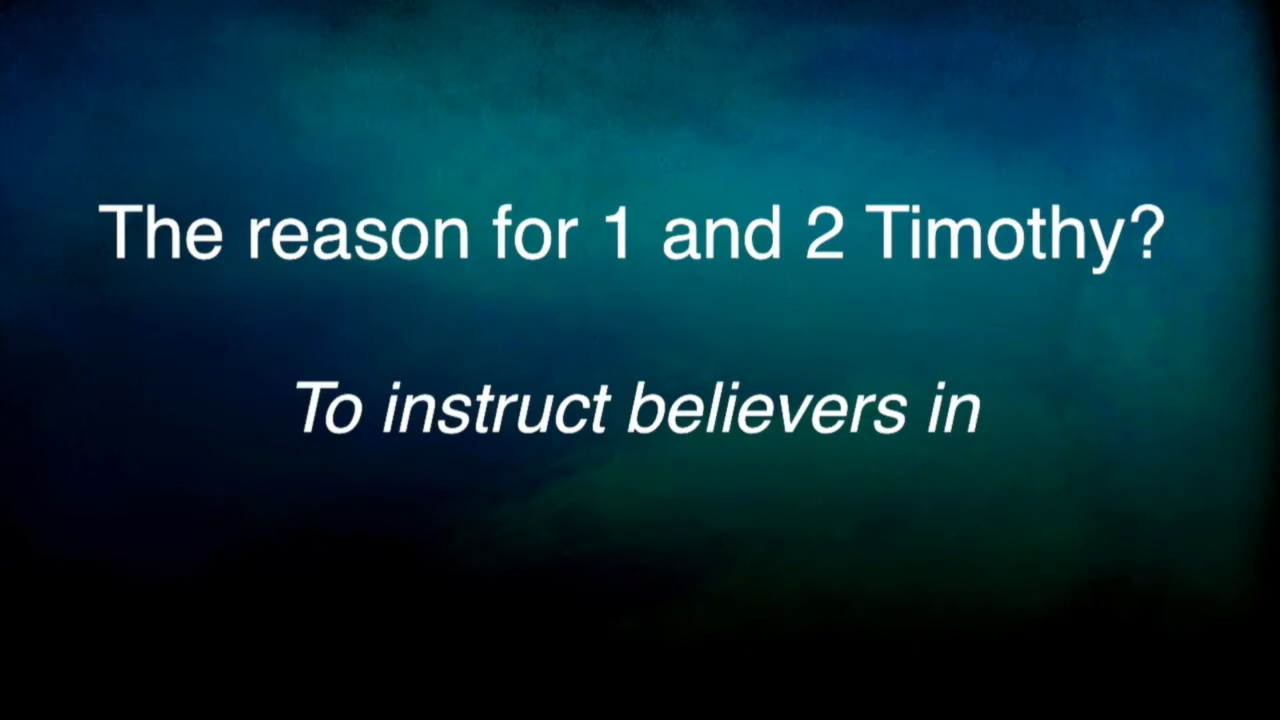 The reason for 1 and 2 Timothy?
To instruct believers in